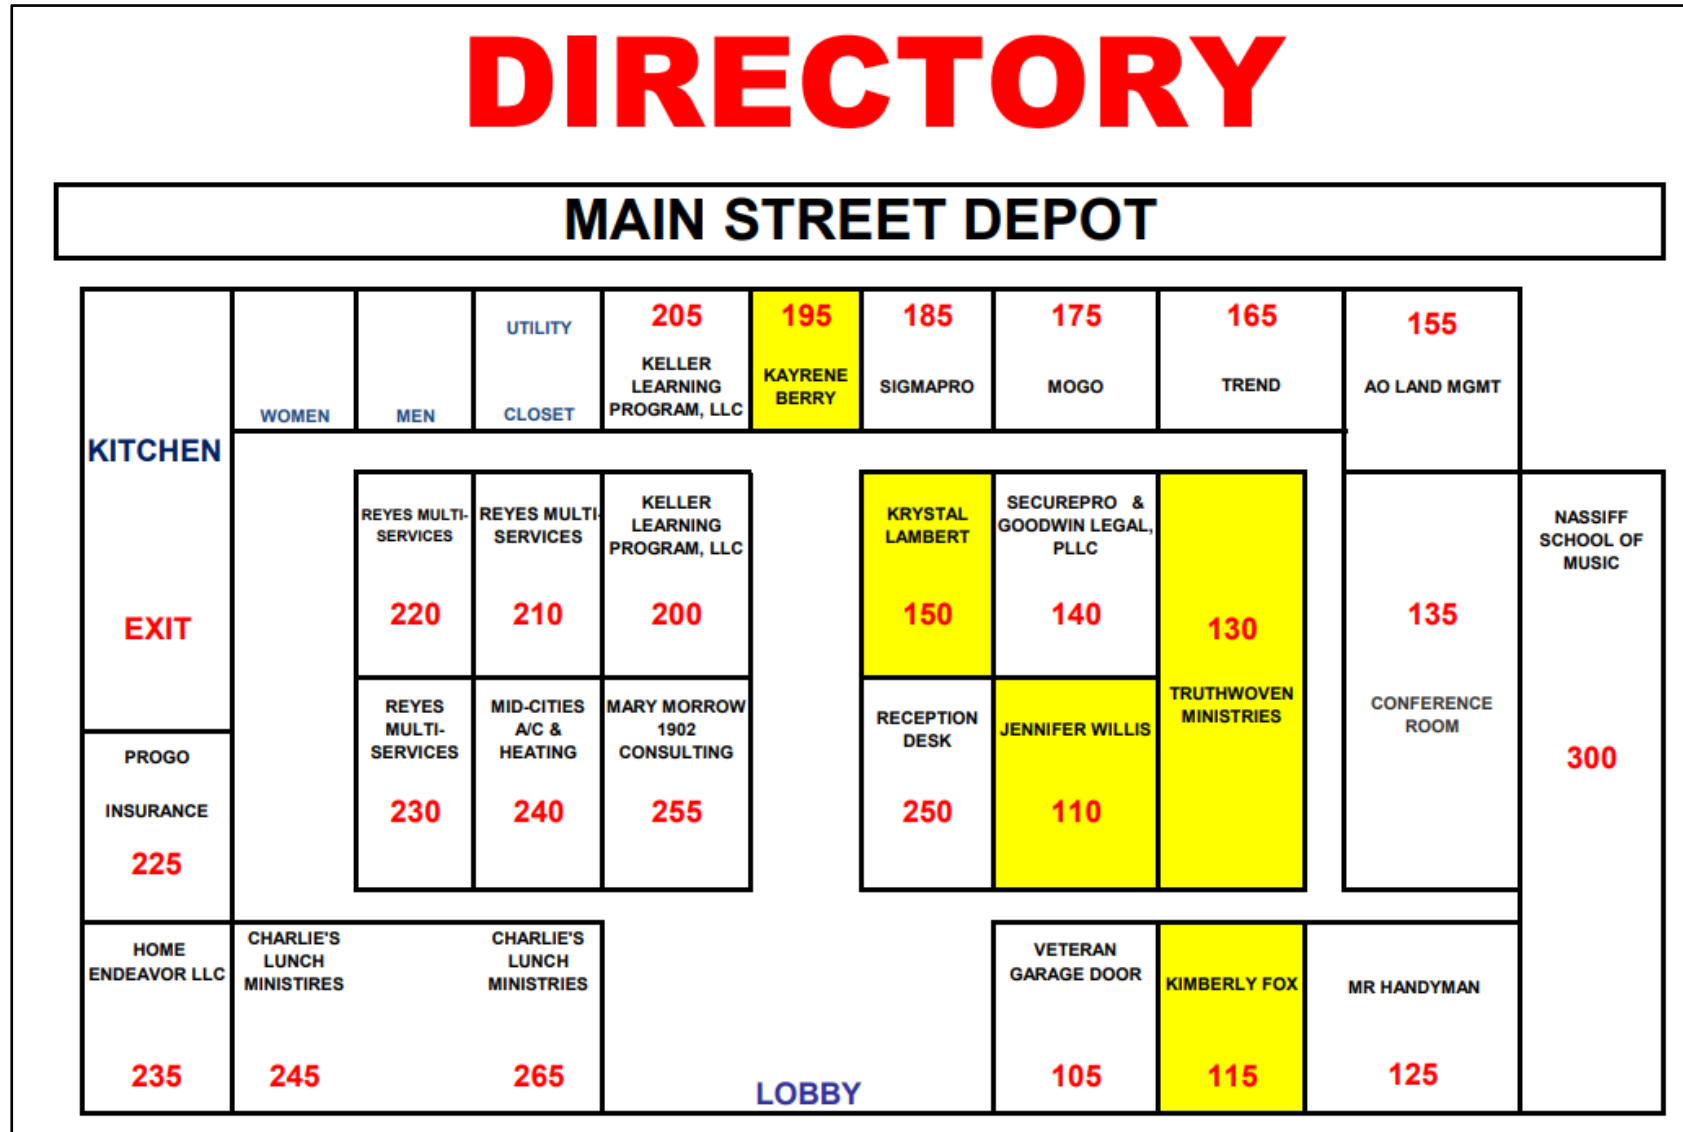 DIRECTORY
MAIN STREET DEPOT
KITCHEN
EXIT
WOMEN
MEN
UTILITY
CLOSET
205
KELLER
LEARNING
PROGRAM, LLC
195
KAYRENE
BERRY
185
SIGMAPRO
175
MOGO
165
TREND
155
AO LAND MGMT
REYES MULTI-
SERVICES
220
REYES MULTI-
SERVICES
210
KELLER
LEARNING
PROGRAM, LLC
200
KRYSTAL
LAMBERT
150
SECUREPRO &
GOODWIN LEGAL,
PLLC
140
130
TRUTHWOVEN
MINISTRIES
135
CONFERENCE
ROOM
NASSIFF
SCHOOL OF
MUSIC
300
PROGO
INSURANCE
225
REYES
MULTI-
SERVICES
230
MID-CITIES
A/C &
HEATING
240
MARY MORROW
1902
CONSULTING
255
RECEPTION
DESK
250
JENNIFER WILLIS
110
HOME
ENDEAVOR LLC
235
CHARLIE'S
LUNCH
MINISTIRES
245
CHARLIE'S
LUNCH
MINISTRIES
265
LOBBY
VETERAN
GARAGE DOOR
105
KIMBERLY FOX
115
MR HANDYMAN
125